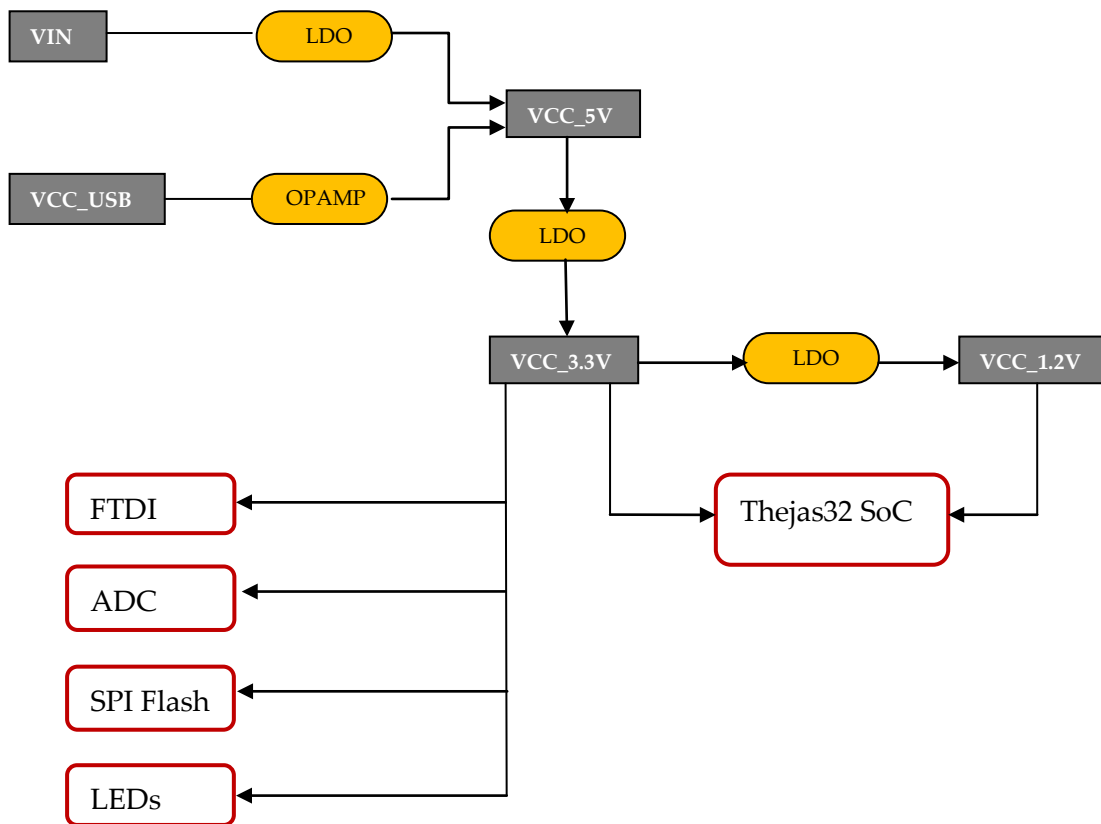 VIN
LDO
VCC_5V
VCC_USB
OPAMP
LDO
VCC_3.3V
LDO
VCC_1.2V
FTDI
Thejas32 SoC
ADC
SPI Flash
LEDs